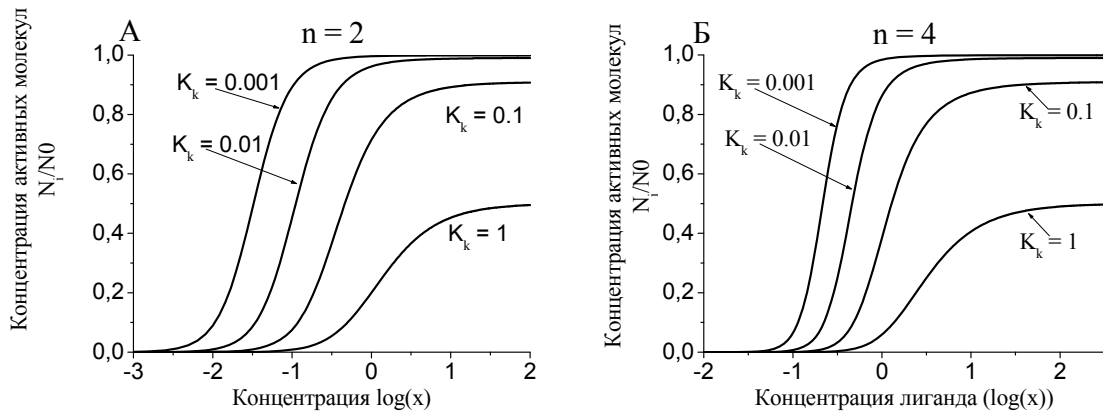 А
n = 2
Концентрация активных молекул
N_i/N0
1,0
0,8
0,6
0,4
0,2
0,0
K_k = 0.001
K_k = 0.01
K_k = 0.1
K_k = 1
-3
-2
-1
0
1
2
Концентрация log(x)
Б
n = 4
Концентрация активных молекул
N_i/N0
1,0
0,8
0,6
0,4
0,2
0,0
K_k = 0.001
K_k = 0.01
K_k = 0.1
K_k = 1
-2
-1
0
1
2
Концентрация лиганда (log(x))